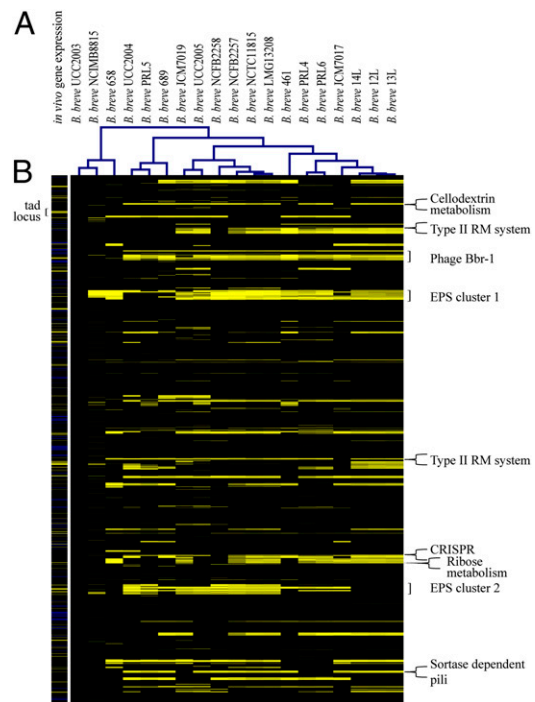 A
in vivo gene expression
B. breve UCC2003
B. breve NCIMB8815
B. breve 658
B. breve UCC2004
B. breve PRL5
B. breve 689
B. breve JCM7019
B. breve UCC2005
B. breve NCFB2258
B. breve NCFB2257
B. breve NCTC11815
B. breve LMG13208
B. breve 461
B. breve PRL4
B. breve PRL6
B. breve JCM7017
B. breve 14L
B. breve 12L
B. breve 13L
B
tad
locus
Cellodextrin
metabolism
Type II RM system
Phage Bbr-1
EPS cluster 1
Type II RM system
CRISPR
Ribose
metabolism
EPS cluster 2
Sortase dependent
pili